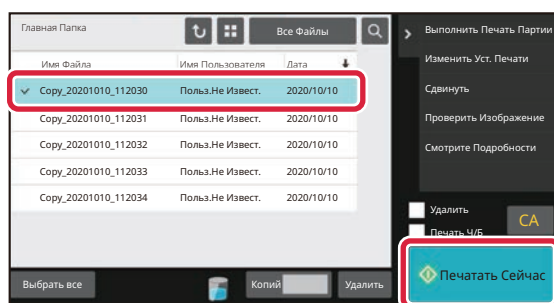 Главная Папка
Все Файлы
Имя Файла Имя Пользователя Дата
Copy_20201010_112030 Польз.Не Извест. 2020/10/10
Copy_20201010_112031 Польз.Не Извест. 2020/10/10
Copy_20201010_112032 Польз.Не Извест. 2020/10/10
Copy_20201010_112033 Польз.Не Извест. 2020/10/10
Copy_20201010_112034 Польз.Не Извест. 2020/10/10
Выбрать все Копий Удалить
Выполнить Печать Партии
Изменить Уст. Печати
Сдвинуть
Проверить Изображение
Смотрите Подробности
Удалить
Печать Ч/Б
CA
Печатать Сейчас